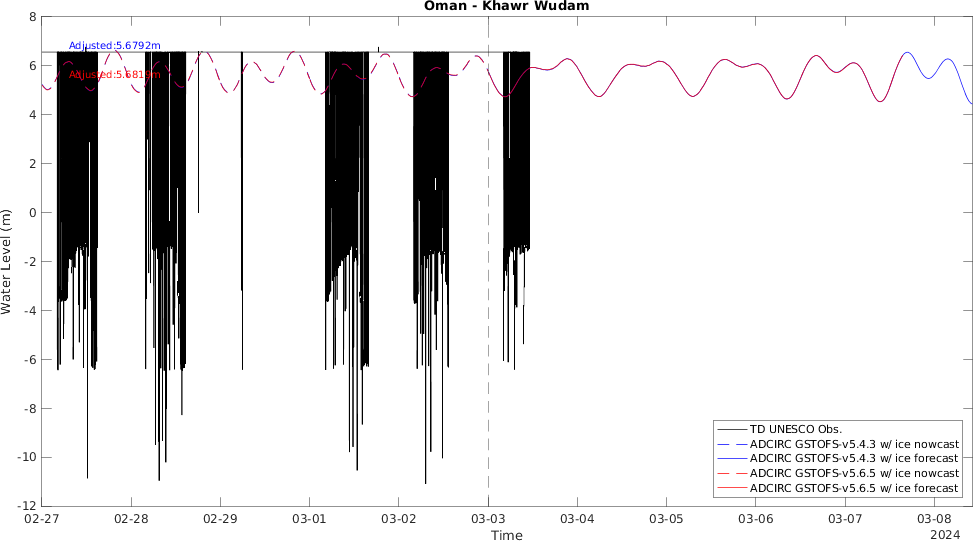 Oman - Khawr Wudam
8
Adjusted:5.6792m
6
Adjusted:5.6819m
4
2
0
Water Level (m)
-2
-4
-6
-8
-10
-12
TD UNESCO Obs.
ADCIRC GSTOFS-v5.4.3 w/ ice nowcast
ADCIRC GSTOFS-v5.4.3 w/ ice forecast
ADCIRC GSTOFS-v5.6.5 w/ ice nowcast
ADCIRC GSTOFS-v5.6.5 w/ ice forecast
02-27 02-28 02-29 03-01 03-02 03-03 03-04 03-05 03-06 03-07 03-08
Time 2024